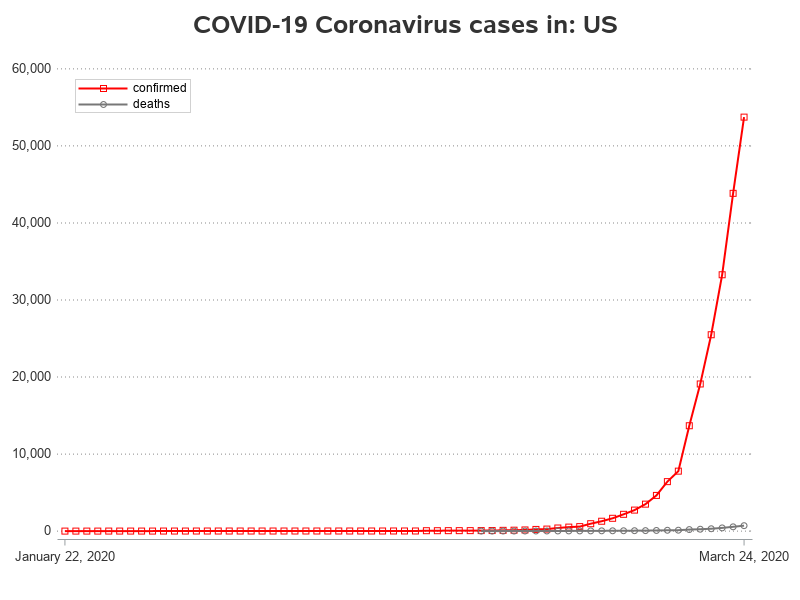 COVID-19 Coronavirus cases in: US
60,000
confirmed
deaths
50,000
40,000
30,000
20,000
10,000
0
January 22, 2020
March 24, 2020